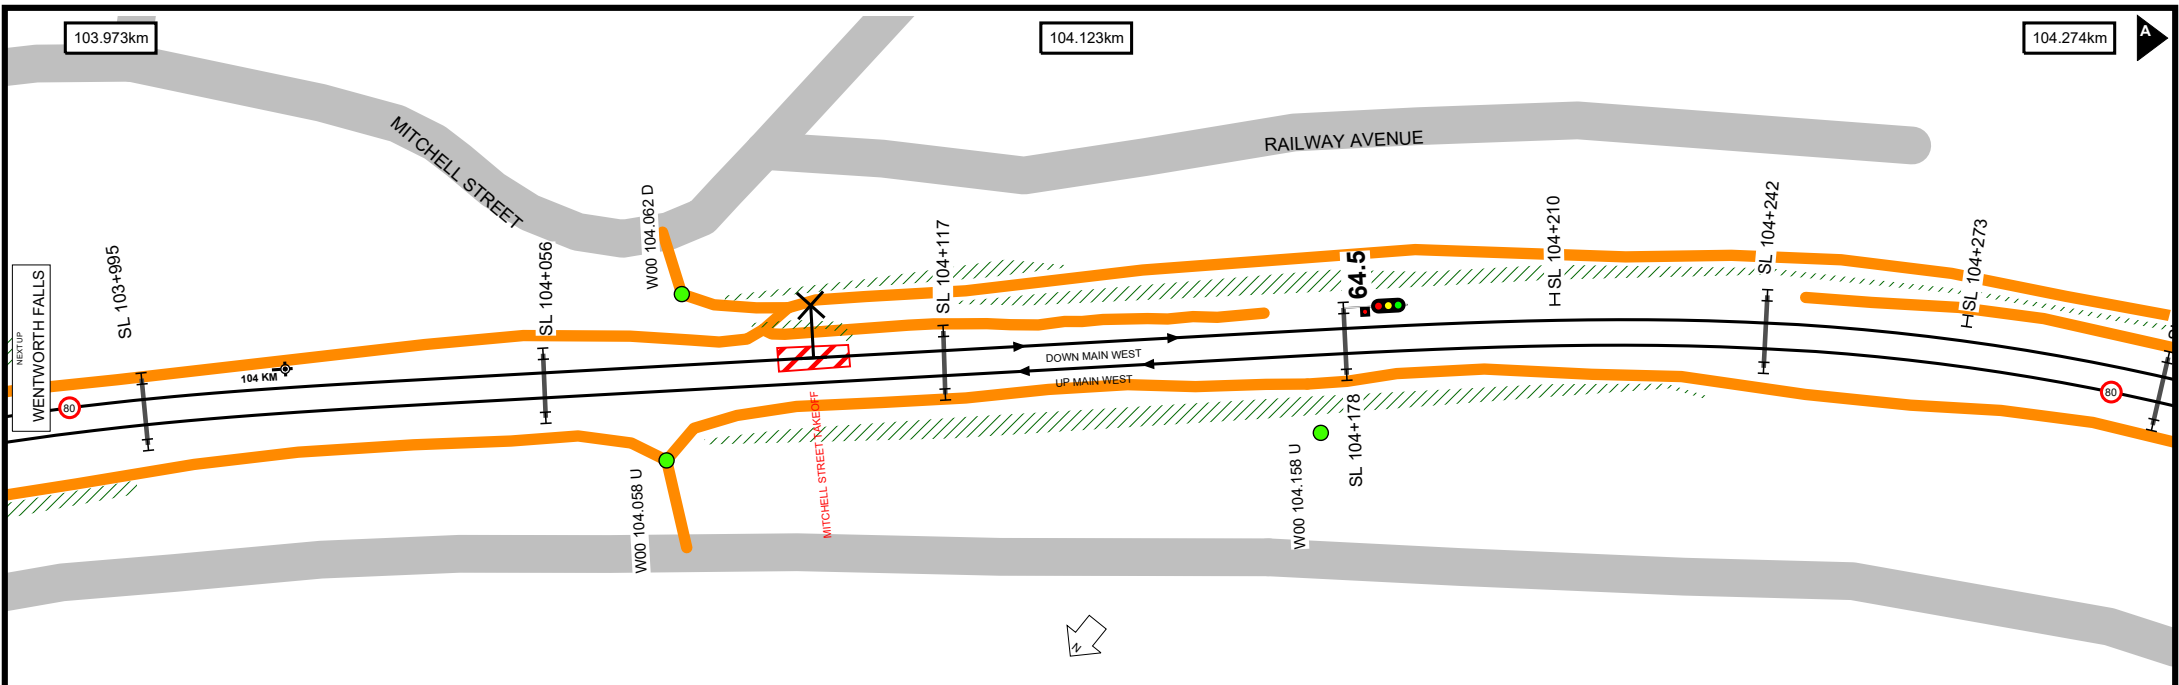 103.973km
104.123km
104.274km
A
MITCHELL STREET
RAILWAY AVENUE
NEXT UP
WENTWORTH FALLS
SL 103+995
SL 104+056
W00 104.062 D
SL 104+117
64.5
SL 104+210
SL 104+242
SL 104+273
104 KM
80
DOWN MAIN WEST
UP MAIN WEST
80
MITCHELL STREET TAKEOFF
W00 104.058 U
W00 104.158 U
SL 104+178
N